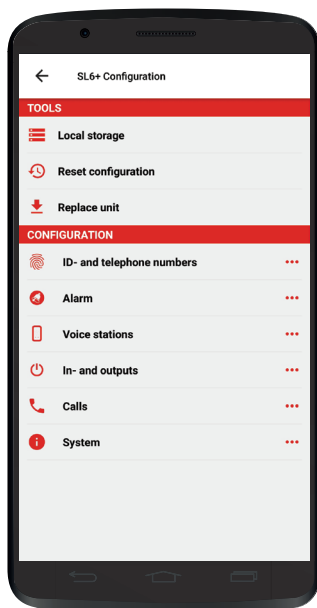 SL6+ Configuration
TOOLS
Local storage
Reset configuration
Replace unit
CONFIGURATION
ID- and telephone numbers
Alarm
Voice stations
In- and outputs
Calls
System